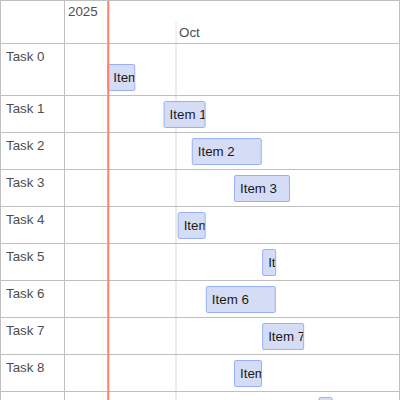 2025
Oct
Task 0
Item
Task 1
Item 1
Task 2
Item 2
Task 3
Item 3
Task 4
Item
Task 5
It
Task 6
Item 6
Task 7
Item 7
Task 8
Item